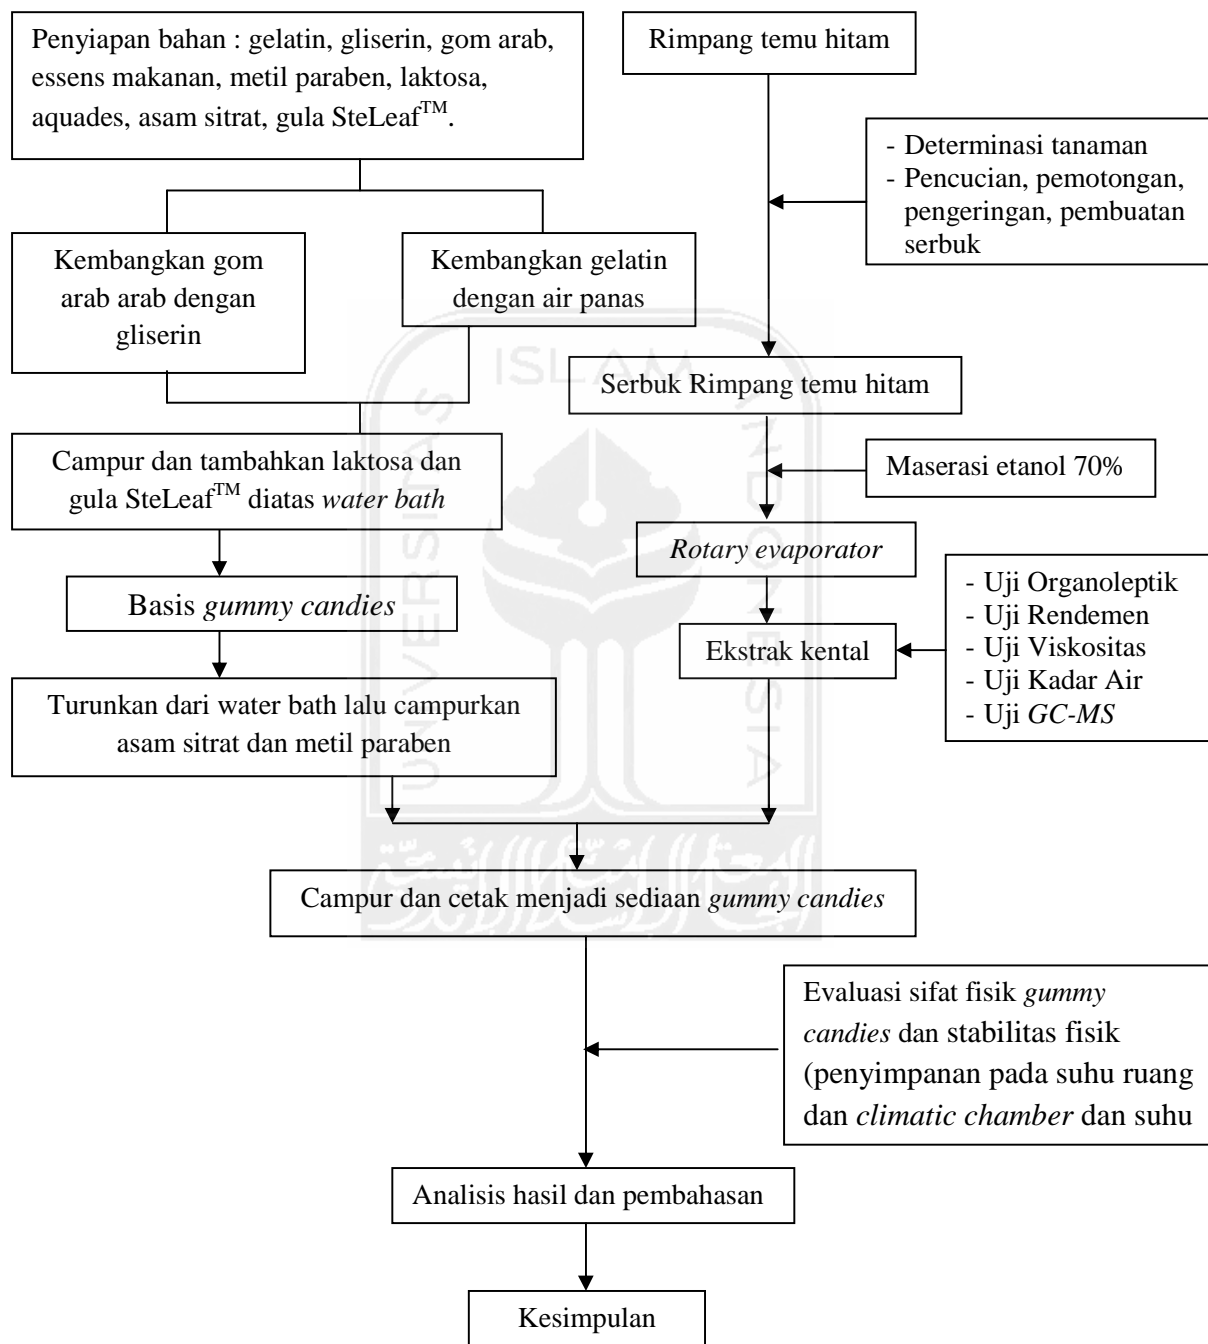 Penyiapan bahan : gelatin, gliserin, gom arab,
essens makanan, metil paraben, laktosa,
aquades, asam sitrat, gula SteLeaf™.
Rimpang temu hitam
- Determinasi tanaman
- Pencucian, pemotongan,
pengeringan, pembuatan
serbuk
Kembangkan gom
arab arab dengan
gliserin
Kembangkan gelatin
dengan air panas
Serbuk Rimpang temu hitam
Campur dan tambahkan laktosa dan
gula SteLeaf™ diatas water bath
Maserasi etanol 70%
Rotary evaporator
Basis gummy candies
- Uji Organoleptik
- Uji Rendemen
- Uji Viskositas
- Uji Kadar Air
- Uji GC-MS
Ekstrak kental
Turunkan dari water bath lalu campurkan
asam sitrat dan metil paraben
Campur dan cetak menjadi sediaan gummy candies
Evaluasi sifat fisik gummy
candies dan stabilitas fisik
(penyimpanan pada suhu ruang
dan climatic chamber dan suhu
Analisis hasil dan pembahasan
Kesimpulan
UNIVERSITAS
ISLAM
INDONESIA